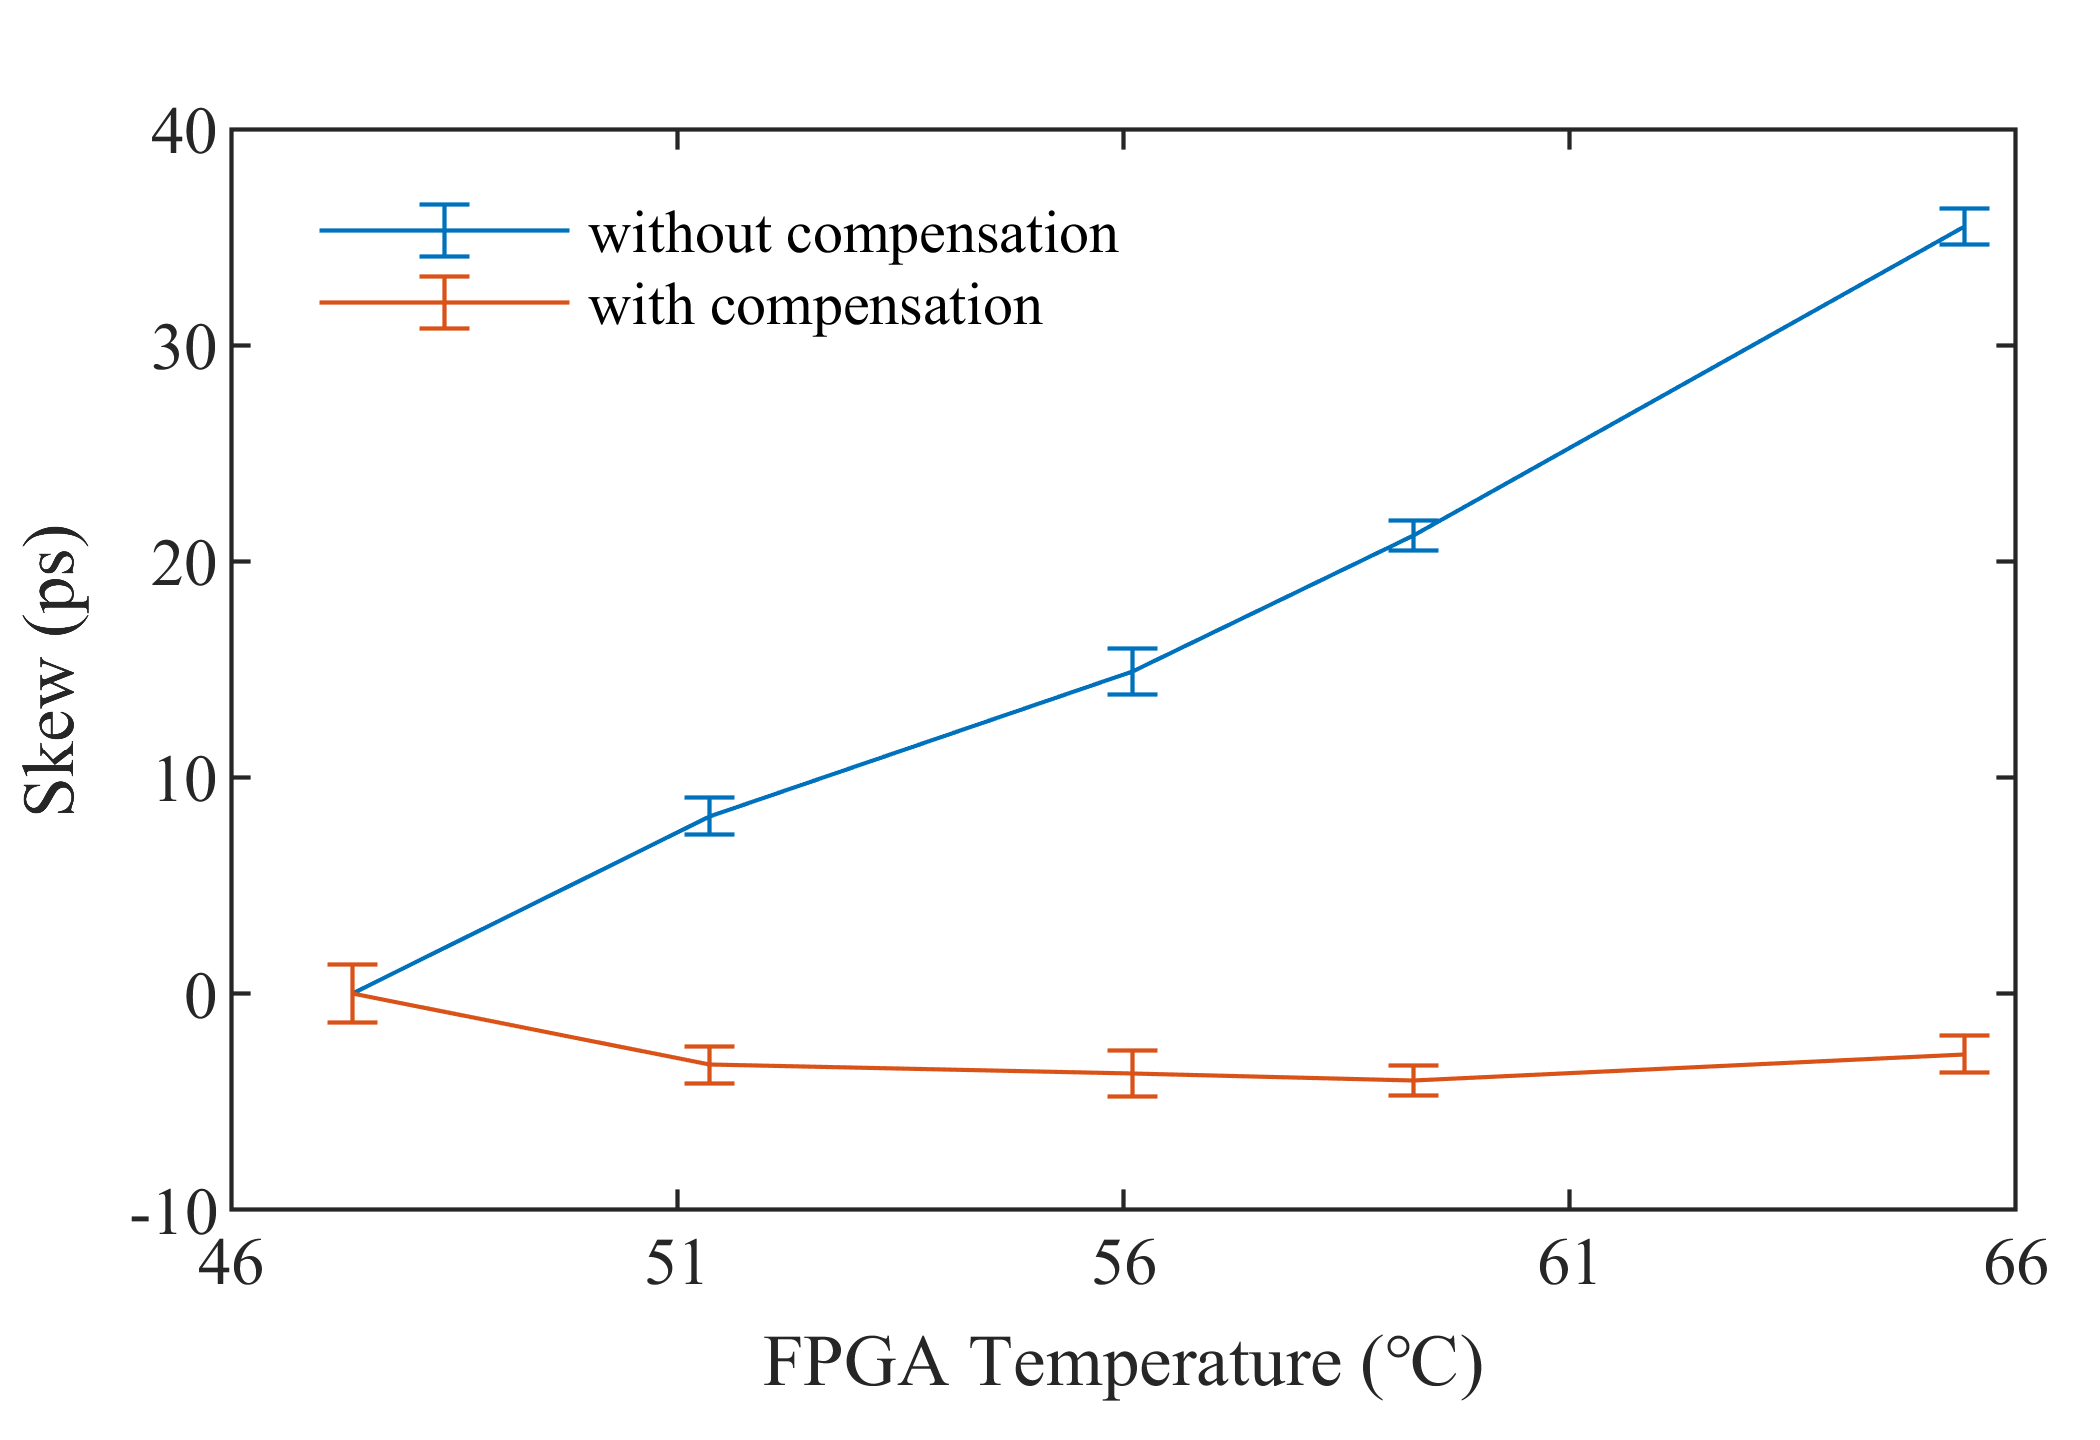 40
without compensation
with compensation
30
20
10
0
-10
46 51 56 61 66
Skew (ps)
FPGA Temperature (℃)